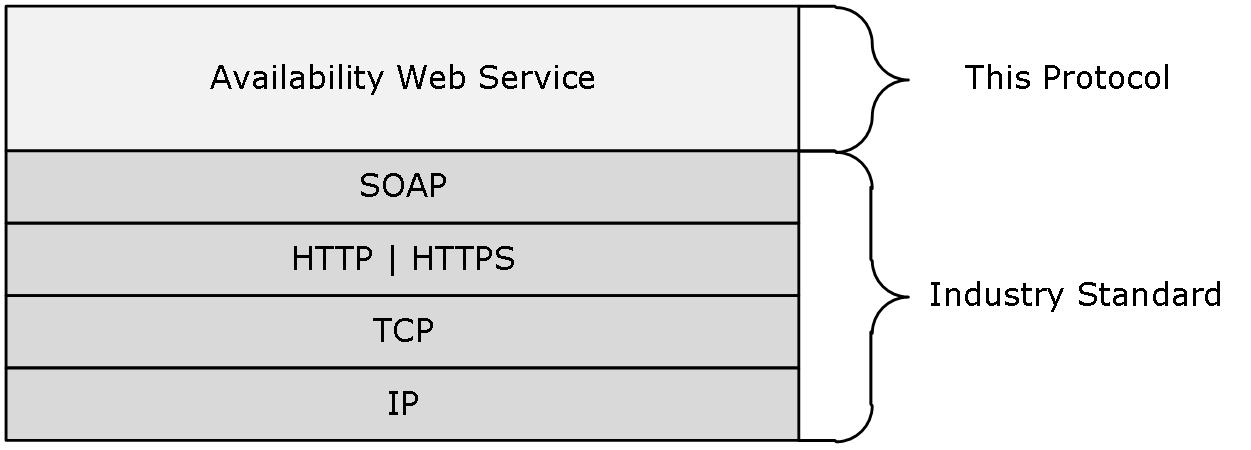 Availability Web Service
This Protocol
SOAP
HTTP | HTTPS
Industry Standard
TCP
IP